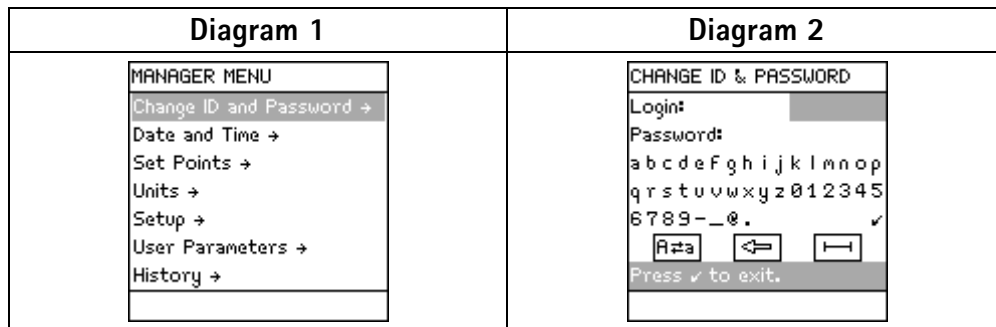 Diagram 1
Diagram 2
MANAGER MENU
Change ID and Password →
Date and Time →
Set Points →
Units →
Setup →
User Parameters →
History →
CHANGE ID & PASSWORD
Login:
Password:
a b c d e f g h i j k l m n o p
q r s t u v w x y z 0 1 2 3 4 5
6 7 8 9 - _ @ . ✓
A⇄a
Press ✓ to exit.